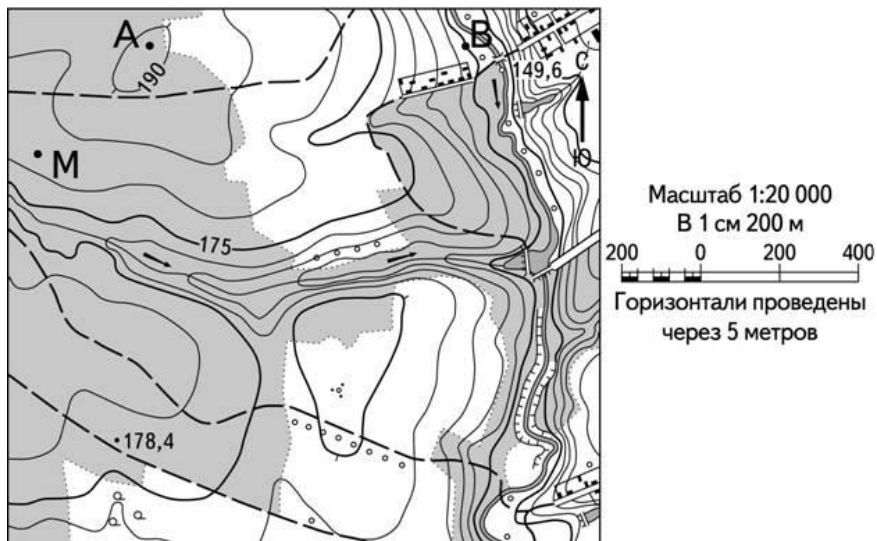 А
В
190
149,6
С
М
Ю
Масштаб 1:20 000
В 1 см 200 м
175
200 0 200 400
Горизонтали проведены
через 5 метров
178,4